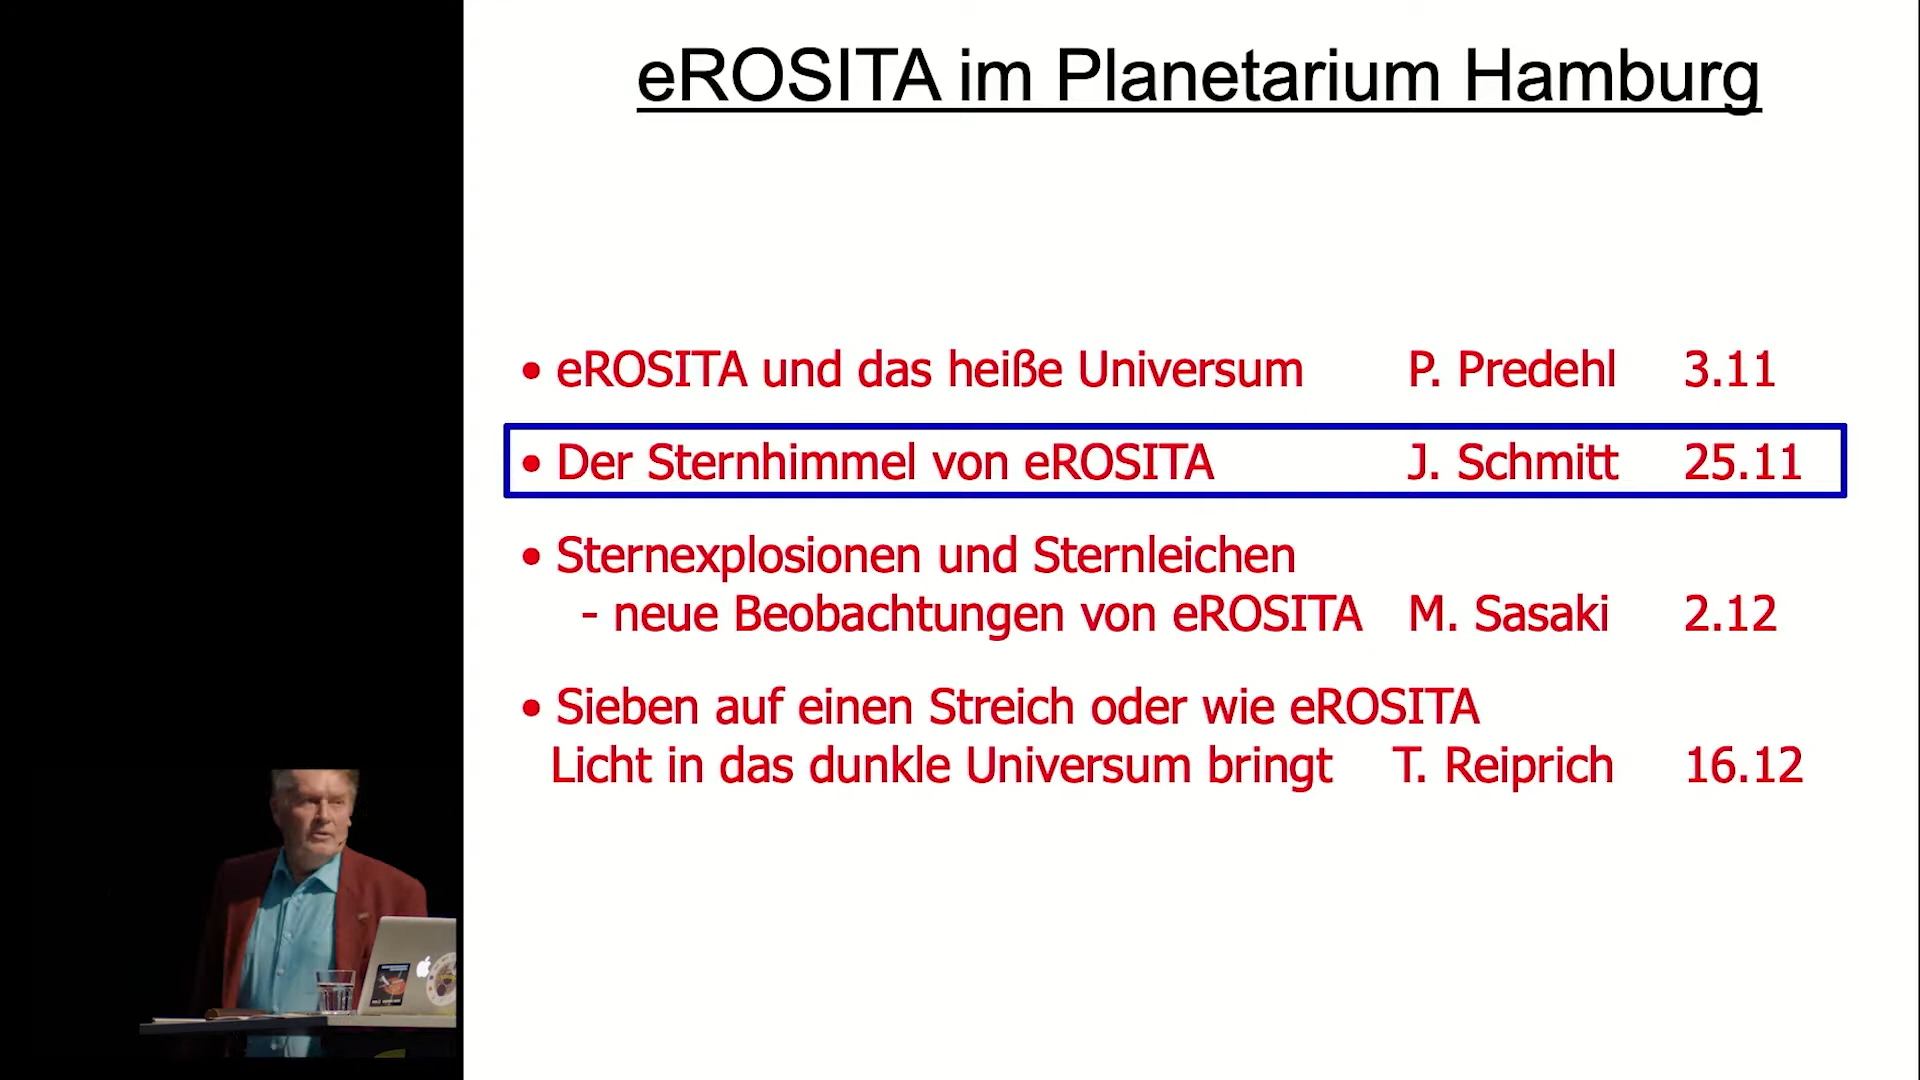 eROSITA im Planetarium Hamburg
• eROSITA und das heiße Universum P. Predehl 3.11
• Der Sternhimmel von eROSITA J. Schmitt 25.11
• Sternexplosionen und Sternleichen
- neue Beobachtungen von eROSITA M. Sasaki 2.12
• Sieben auf einen Streich oder wie eROSITA
Licht in das dunkle Universum bringt T. Reiprich 16.12